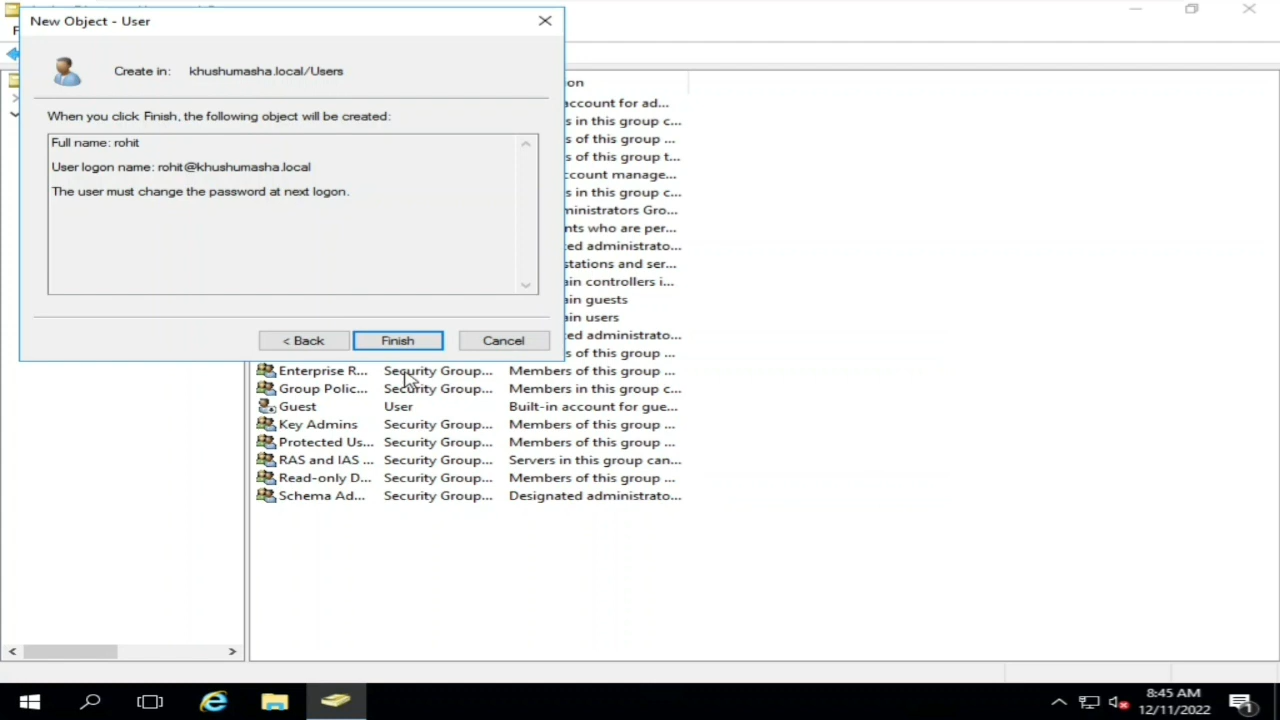 New Object - User
Create in: khushumasha.local/Users
When you click Finish, the following object will be created:
Full name: rohit
User logon name: rohit@khushumasha.local
The user must change the password at next logon.
< Back Finish Cancel
on
account for ad...
s in this group c...
s of this group ...
s of this group t...
ccount manage...
s in this group c...
ministrators Gro...
nts who are per...
ted administrato...
stations and ser...
ain controllers i...
ain guests
ain users
ted administrato...
s of this group ...
Enterprise R... Security Group... Members of this group ...
Group Polic... Security Group... Members in this group c...
Guest User Built-in account for gue...
Key Admins Security Group... Members of this group ...
Protected Us... Security Group... Members of this group ...
RAS and IAS ... Security Group... Servers in this group can...
Read-only D... Security Group... Members of this group ...
Schema Ad... Security Group... Designated administrato...
8:45 AM
12/11/2022
1